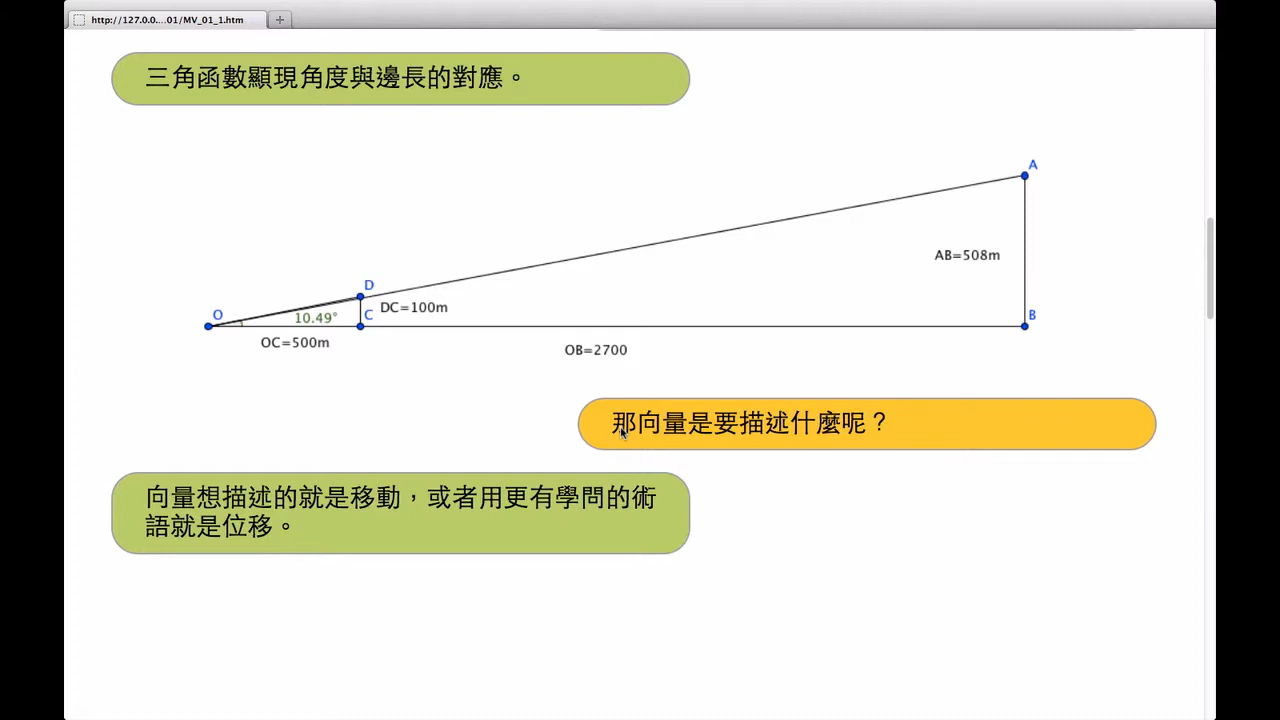 http://127.0.0....01/MV_01_1.htm
三角函數顯現角度與邊長的對應。
A
AB=508m
D
DC=100m
O
10.49°
C
B
OC=500m
OB=2700
那向量是要描述什麼呢？
向量想描述的就是移動，或者用更有學問的術
語就是位移。